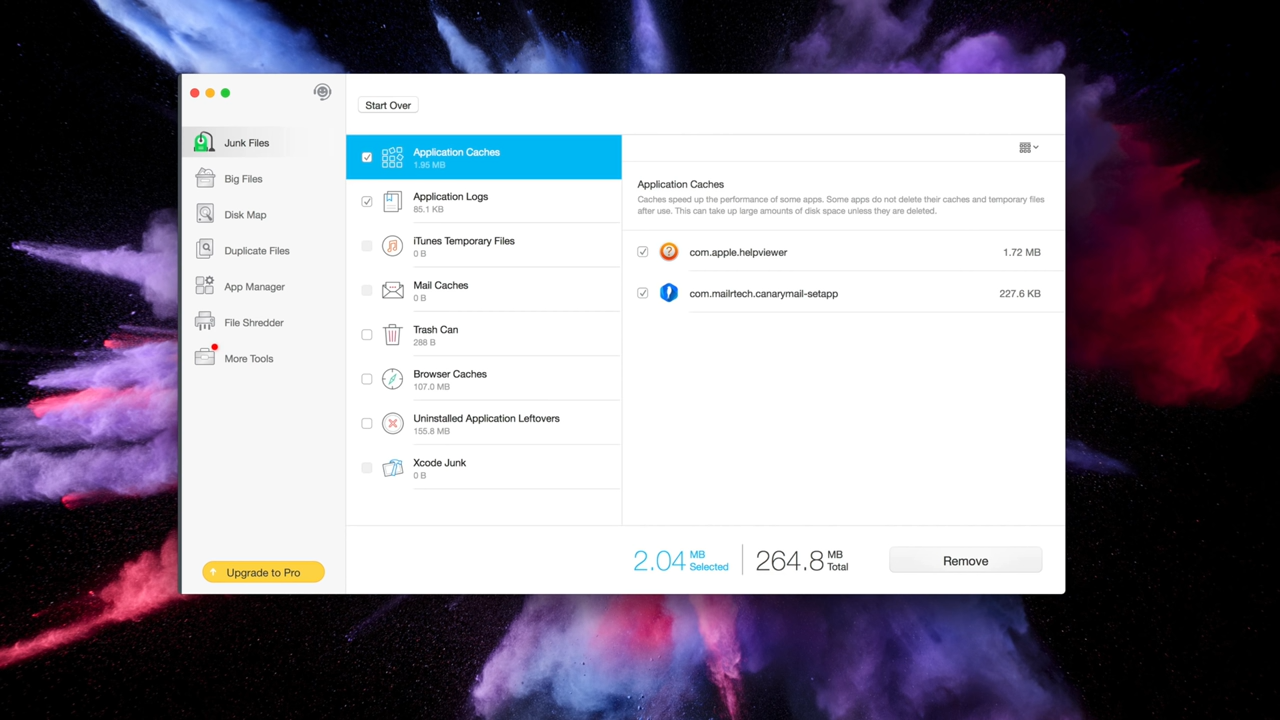 Start Over
Junk Files
Big Files
Disk Map
Duplicate Files
App Manager
File Shredder
More Tools
Upgrade to Pro
Application Caches
1.95 MB
Application Logs
85.1 KB
iTunes Temporary Files
0 B
Mail Caches
0 B
Trash Can
288 B
Browser Caches
107.0 MB
Uninstalled Application Leftovers
155.8 MB
Xcode Junk
0 B
Application Caches
Caches speed up the performance of some apps. Some apps do not delete their caches and temporary files
after use. This can take up large amounts of disk space unless they are deleted.
com.apple.helpviewer 1.72 MB
com.mailrtech.canarymail-setapp 227.6 KB
2.04 MB Selected
264.8 MB Total
Remove